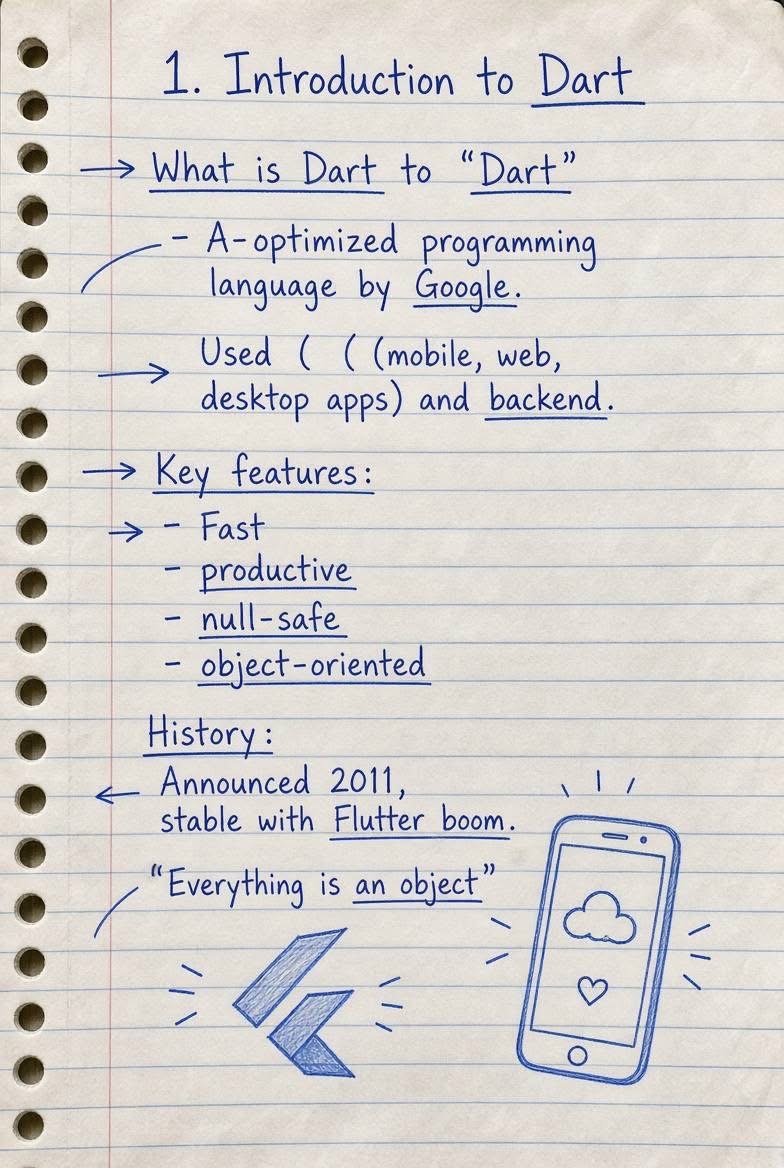 1. Introduction to Dart
→ What is Dart to “Dart”
- A-optimized programming
language by Google.
→ Used ( ( (mobile, web,
desktop apps) and backend.
→ Key features:
→ - Fast
- productive
- null-safe
- object-oriented
History:
← Announced 2011,
stable with Flutter boom.
“Everything is an object”